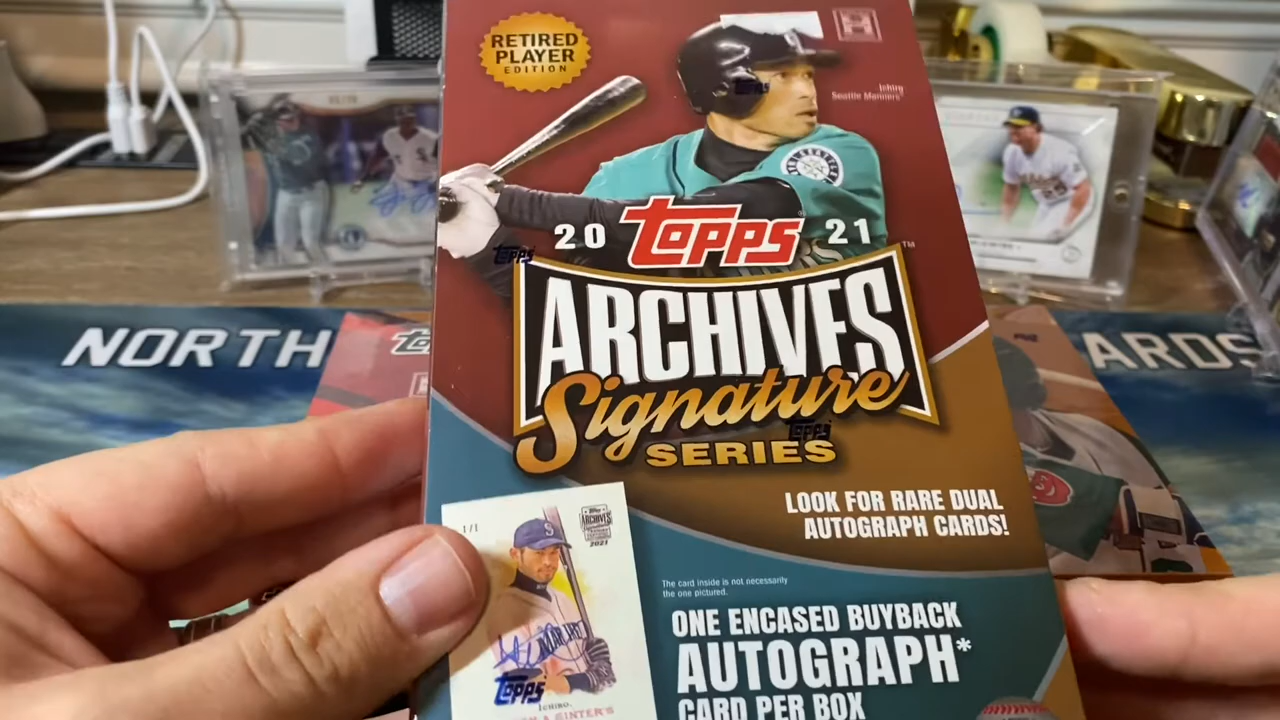 RETIRED
PLAYER
EDITION
Ichiro
Seattle Mariners
20 Topps 21
ARCHIVES
Signature
SERIES
NORTH
ARDS
LOOK FOR RARE DUAL
AUTOGRAPH CARDS!
1/1
ARCHIVES
2021
The card inside is not necessarily
the one pictured.
ONE ENCASED BUYBACK
AUTOGRAPH*
CARD PER BOX
Topps
ICHIRO
GINTER'S